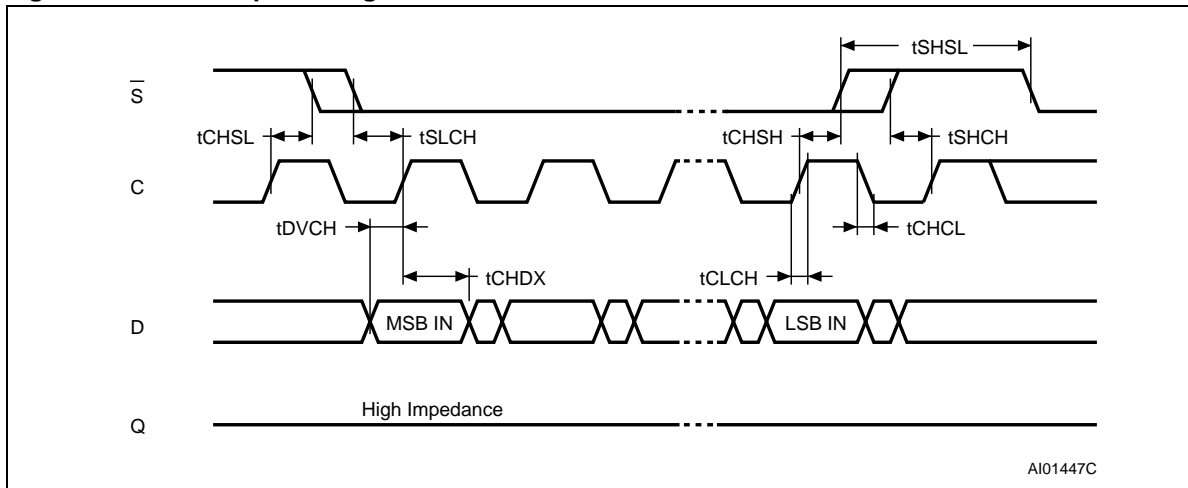 tSHSL
S
tCHSL
tSLCH
tCHSH
tSHCH
C
tDVCH
tCHCL
tCHDX
tCLCH
D
MSB IN
LSB IN
High Impedance
Q
AI01447C